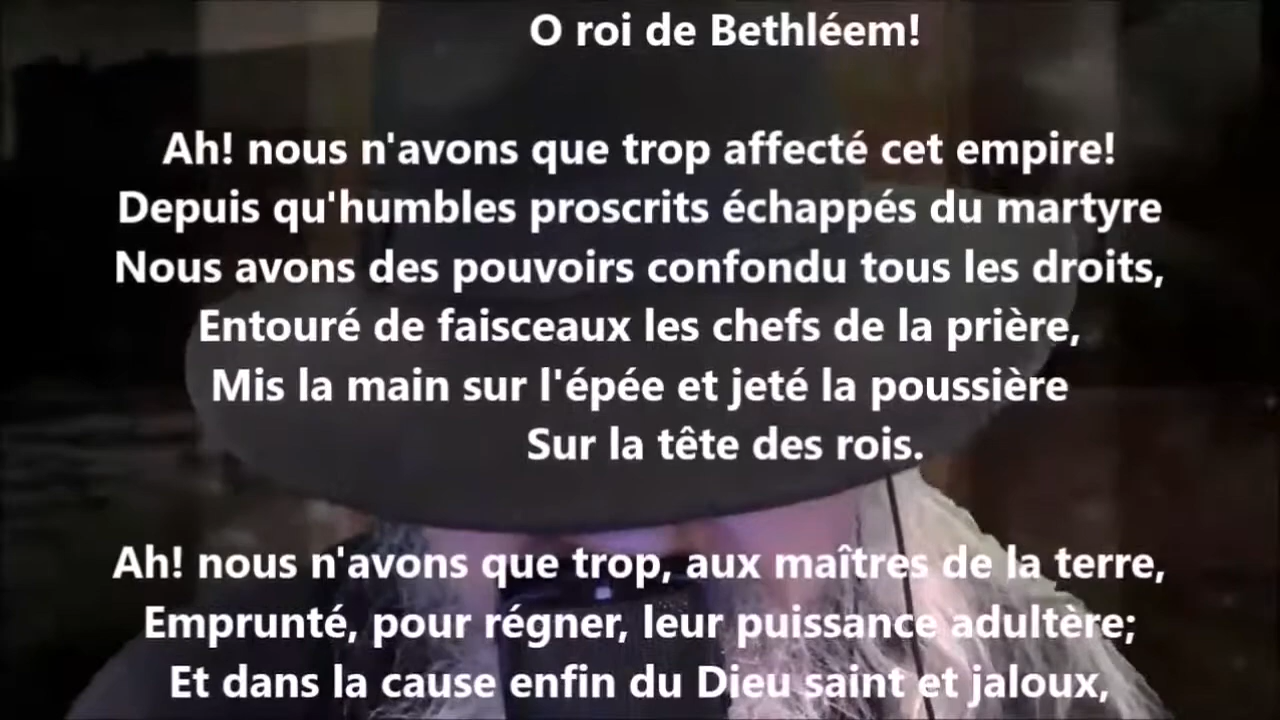 O roi de Bethléem!
Ah! nous n'avons que trop affecté cet empire!
Depuis qu'humbles proscrits échappés du martyre
Nous avons des pouvoirs confondu tous les droits,
Entouré de faisceaux les chefs de la prière,
Mis la main sur l'épée et jeté la poussière
Sur la tête des rois.
Ah! nous n'avons que trop, aux maîtres de la terre,
Emprunté, pour régner, leur puissance adultère;
Et dans la cause enfin du Dieu saint et jaloux,